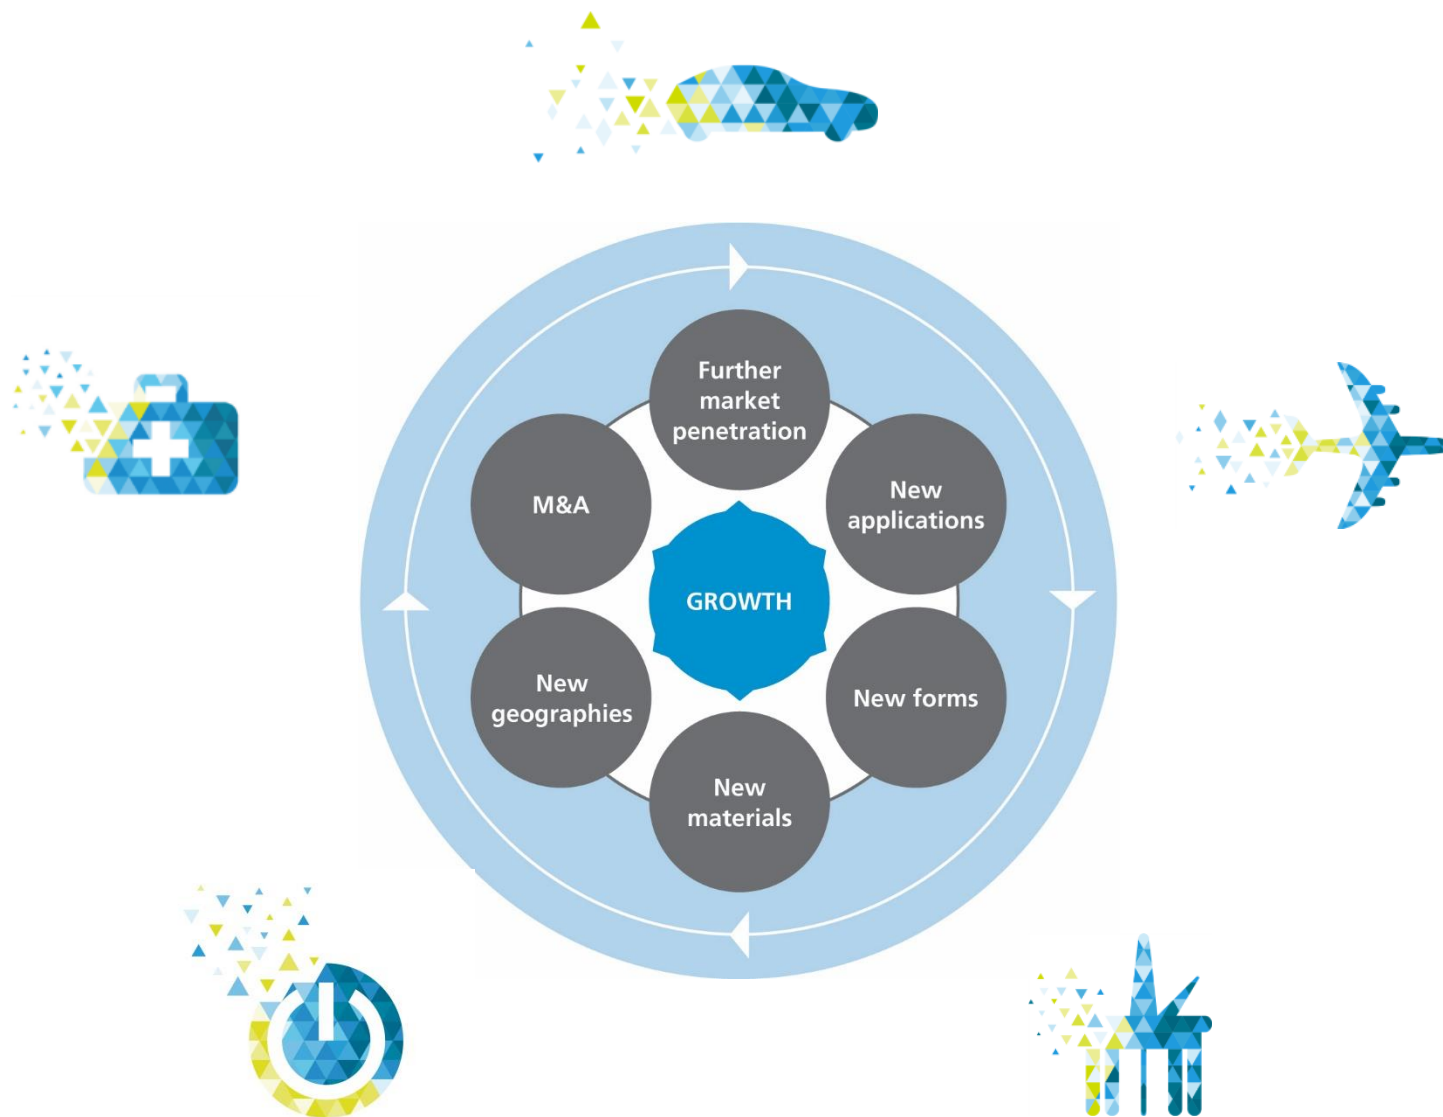 Further
market
penetration
New
applications
New forms
New
materials
New
geographies
M&A
GROWTH